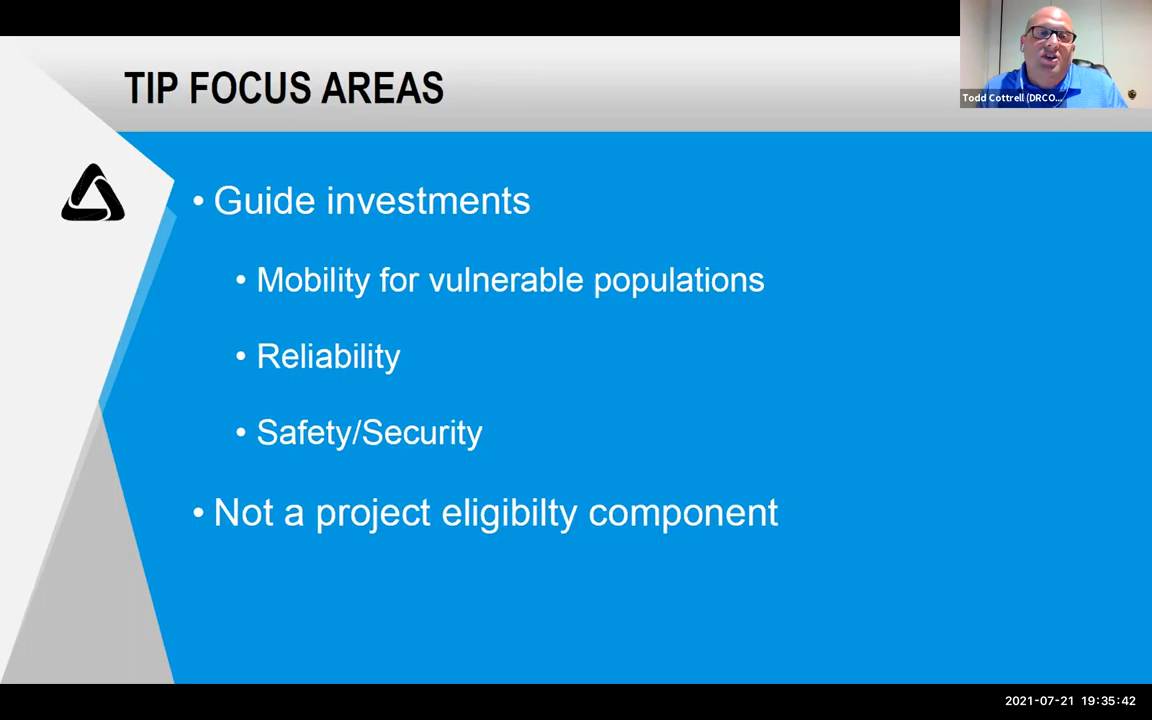 TIP FOCUS AREAS
Todd Cottrell (DRCO...
• Guide investments
• Mobility for vulnerable populations
• Reliability
• Safety/Security
• Not a project eligibilty component
2021-07-21 19:35:42